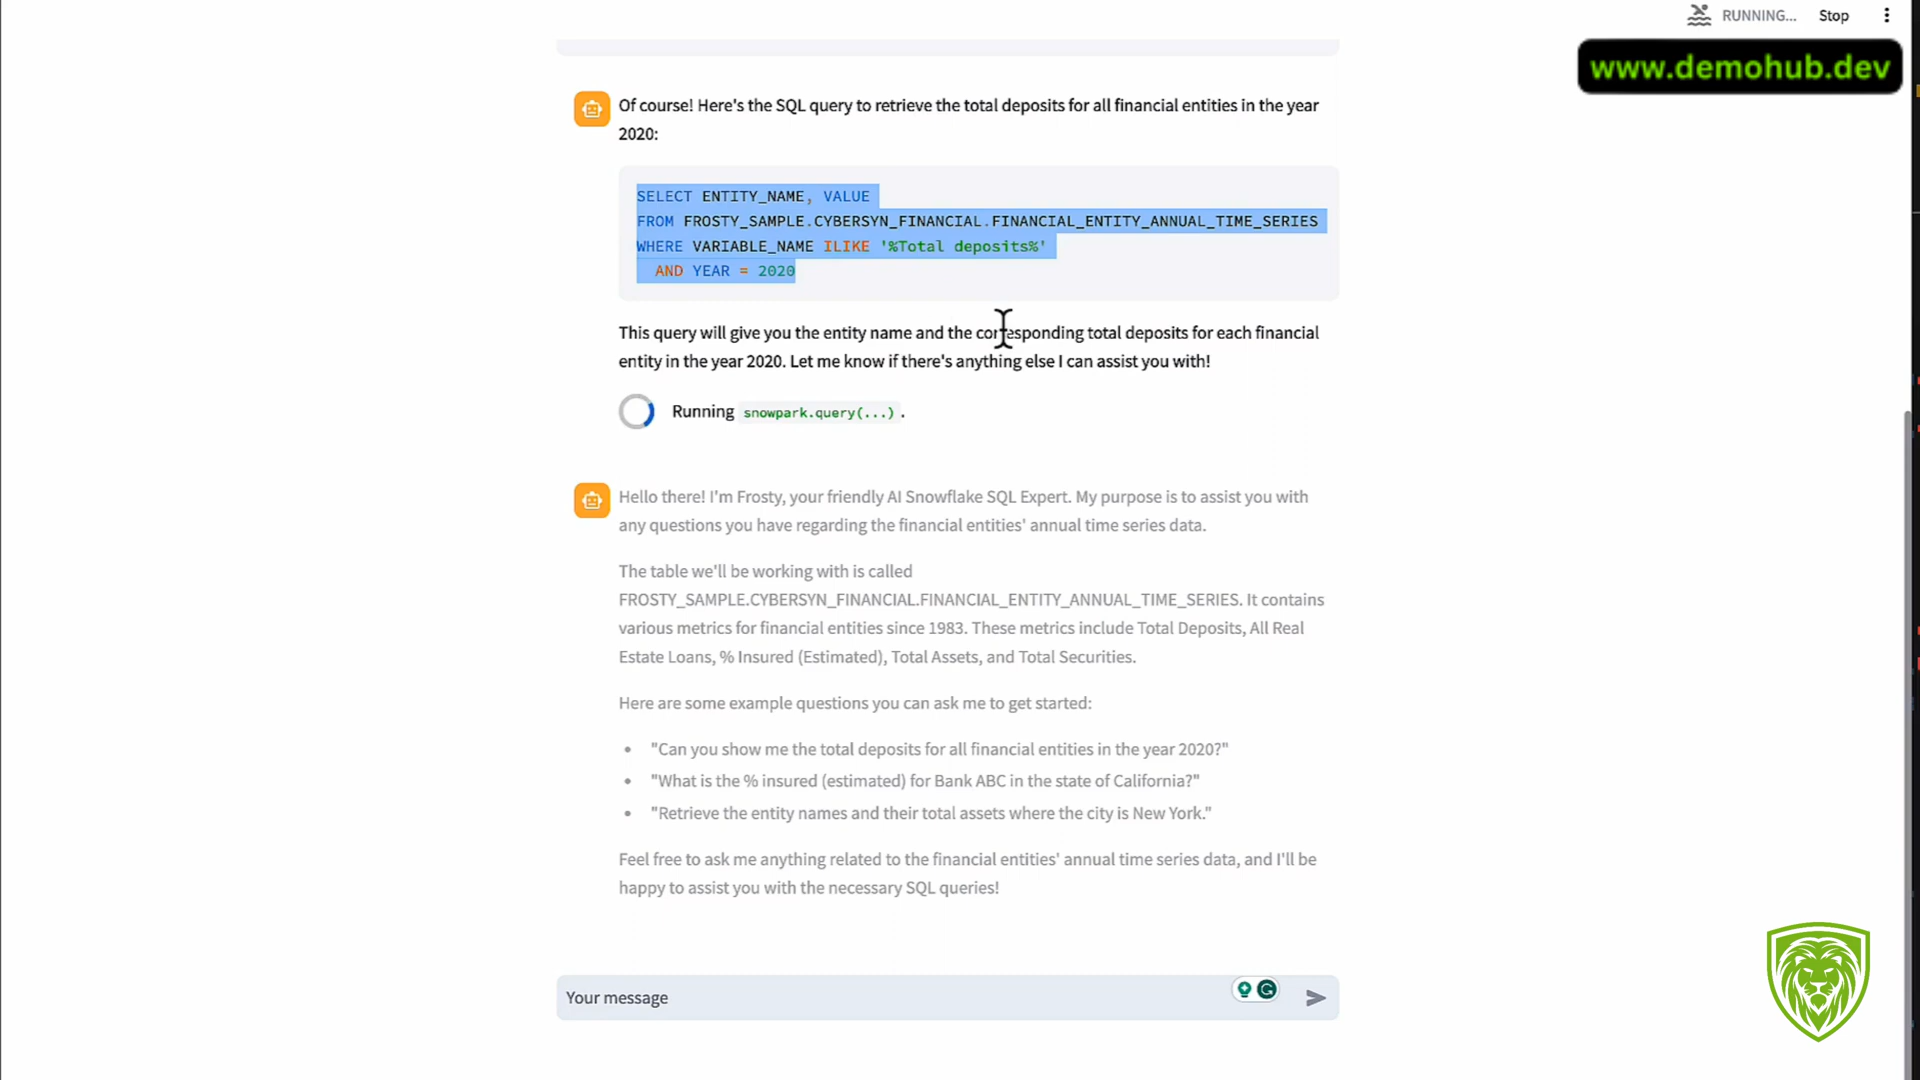 RUNNING...
Stop
www.demohub.dev
Of course! Here's the SQL query to retrieve the total deposits for all financial entities in the year
2020:
SELECT ENTITY_NAME, VALUE
FROM FROSTY_SAMPLE.CYBERSYN_FINANCIAL.FINANCIAL_ENTITY_ANNUAL_TIME_SERIES
WHERE VARIABLE_NAME ILIKE '%Total deposits%'
AND YEAR = 2020
This query will give you the entity name and the corresponding total deposits for each financial
entity in the year 2020. Let me know if there's anything else I can assist you with!
Running snowpark.query(...) .
Hello there! I'm Frosty, your friendly AI Snowflake SQL Expert. My purpose is to assist you with
any questions you have regarding the financial entities' annual time series data.
The table we'll be working with is called
FROSTY_SAMPLE.CYBERSYN_FINANCIAL.FINANCIAL_ENTITY_ANNUAL_TIME_SERIES. It contains
various metrics for financial entities since 1983. These metrics include Total Deposits, All Real
Estate Loans, % Insured (Estimated), Total Assets, and Total Securities.
Here are some example questions you can ask me to get started:
• "Can you show me the total deposits for all financial entities in the year 2020?"
• "What is the % insured (estimated) for Bank ABC in the state of California?"
• "Retrieve the entity names and their total assets where the city is New York."
Feel free to ask me anything related to the financial entities' annual time series data, and I'll be
happy to assist you with the necessary SQL queries!
Your message